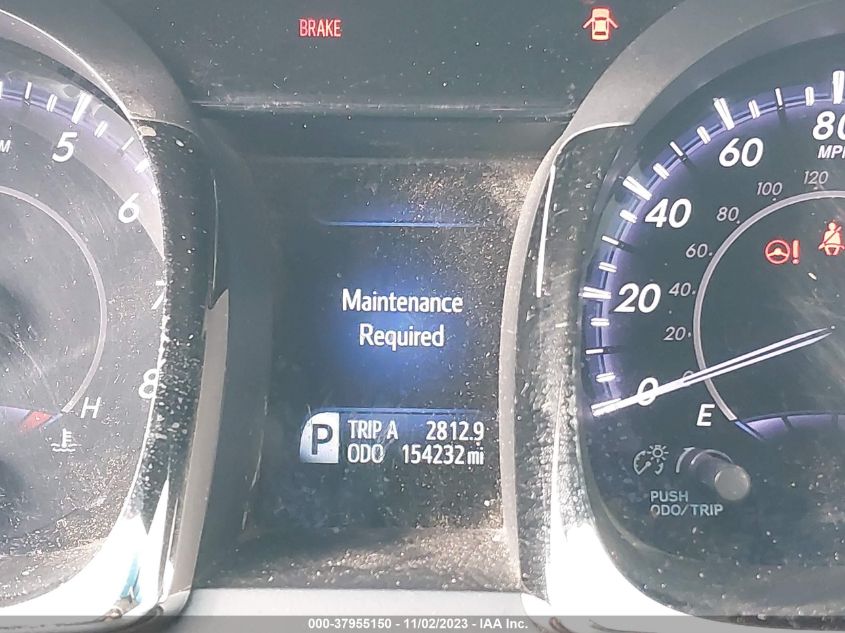 BRAKE
5
6
7
8
H
Maintenance
Required
P TRIP A 2812.9
ODO 154232 mi
80
MPH
60
40
20
0
120
100
80
60
40
20
0
E
PUSH
ODO/TRIP
000-37955150 - 11/02/2023 - IAA Inc.